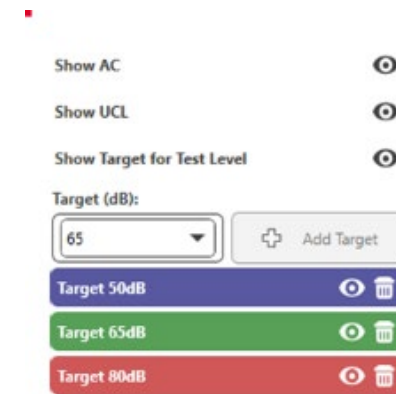 Show AC
Show UCL
Show Target for Test Level
Target (dB):
65 Add Target
Target 50dB
Target 65dB
Target 80dB